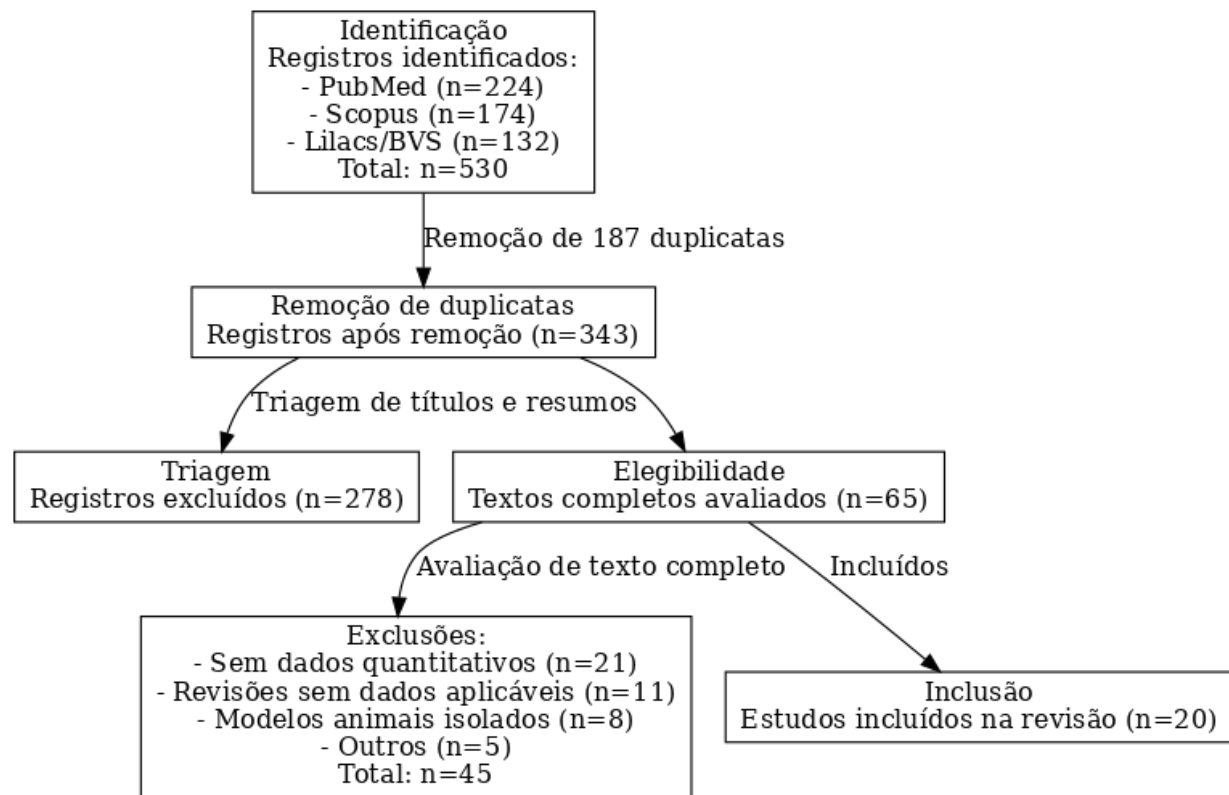 Identificação
Registros identificados:
- PubMed (n=224)
- Scopus (n=174)
- Lilacs/BVS (n=132)
Total: n=530
Remoção de 187 duplicatas
Remoção de duplicatas
Registros após remoção (n=343)
Triagem de títulos e resumos
Triagem
Registros excluídos (n=278)
Elegibilidade
Textos completos avaliados (n=65)
Avaliação de texto completo
Incluídos
Exclusões:
- Sem dados quantitativos (n=21)
- Revisões sem dados aplicáveis (n=11)
- Modelos animais isolados (n=8)
- Outros (n=5)
Total: n=45
Inclusão
Estudos incluídos na revisão (n=20)